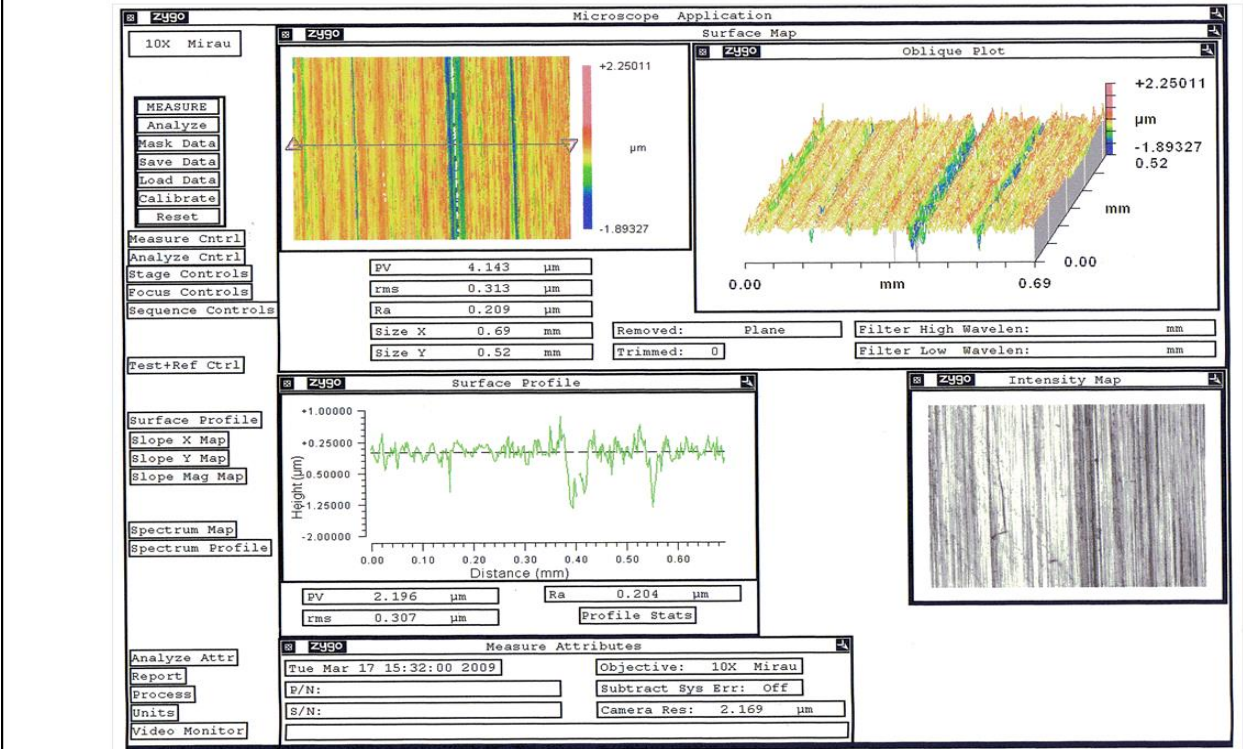 zygo Microscope Application
10X Mirau
MEASURE
Analyze
Mask Data
Save Data
Load Data
Calibrate
Reset
Measure Cntrl
Analyze Cntrl
Stage Controls
Focus Controls
Sequence Controls
Test+Ref Ctrl
Surface Profile
Slope X Map
Slope Y Map
Slope Mag Map
Spectrum Map
Spectrum Profile
Analyze Attr
Report
Process
Units
Video Monitor
zygo Surface Map
+2.25011
µm
-1.89327
PV 4.143 µm
rms 0.313 µm
Ra 0.209 µm
Size X 0.69 mm
Size Y 0.52 mm
Removed: Plane
Trimmed: 0
Filter High Wavelen: mm
Filter Low Wavelen: mm
zygo Oblique Plot
+2.25011
µm
-1.89327
0.52
mm
0.00
0.00 mm 0.69
zygo Surface Profile
+1.00000
+0.25000
-0.50000
-1.25000
-2.00000
Height (µm)
0.00 0.10 0.20 0.30 0.40 0.50 0.60
Distance (mm)
PV 2.196 µm
rms 0.307 µm
Ra 0.204 µm
Profile Stats
zygo Intensity Map
zygo Measure Attributes
Tue Mar 17 15:32:00 2009
P/N:
S/N:
Objective: 10X Mirau
Subtract Sys Err: Off
Camera Res: 2.169 µm